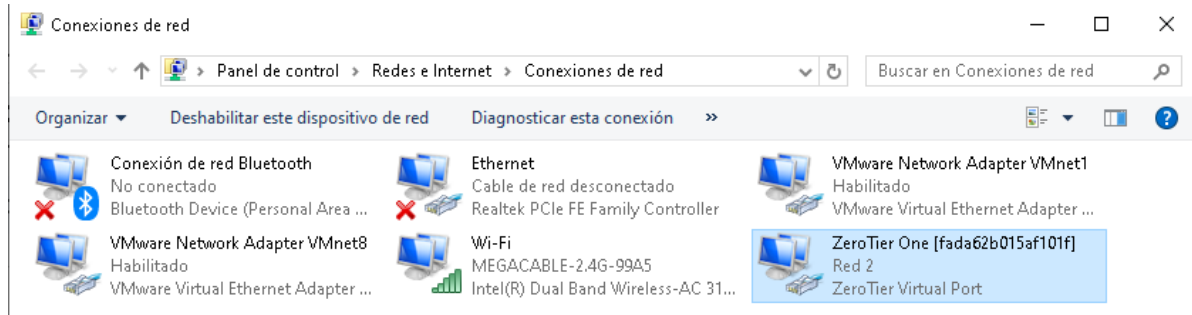 Conexiones de red
Panel de control > Redes e Internet > Conexiones de red
Buscar en Conexiones de red
Organizar
Deshabilitar este dispositivo de red
Diagnosticar esta conexión
»
Conexión de red Bluetooth
No conectado
Bluetooth Device (Personal Area ...
Ethernet
Cable de red desconectado
Realtek PCIe FE Family Controller
VMware Network Adapter VMnet1
Habilitado
VMware Virtual Ethernet Adapter ...
VMware Network Adapter VMnet8
Habilitado
VMware Virtual Ethernet Adapter ...
Wi-Fi
MEGACABLE-2.4G-99A5
Intel(R) Dual Band Wireless-AC 31...
ZeroTier One [fada62b015af101f]
Red 2
ZeroTier Virtual Port